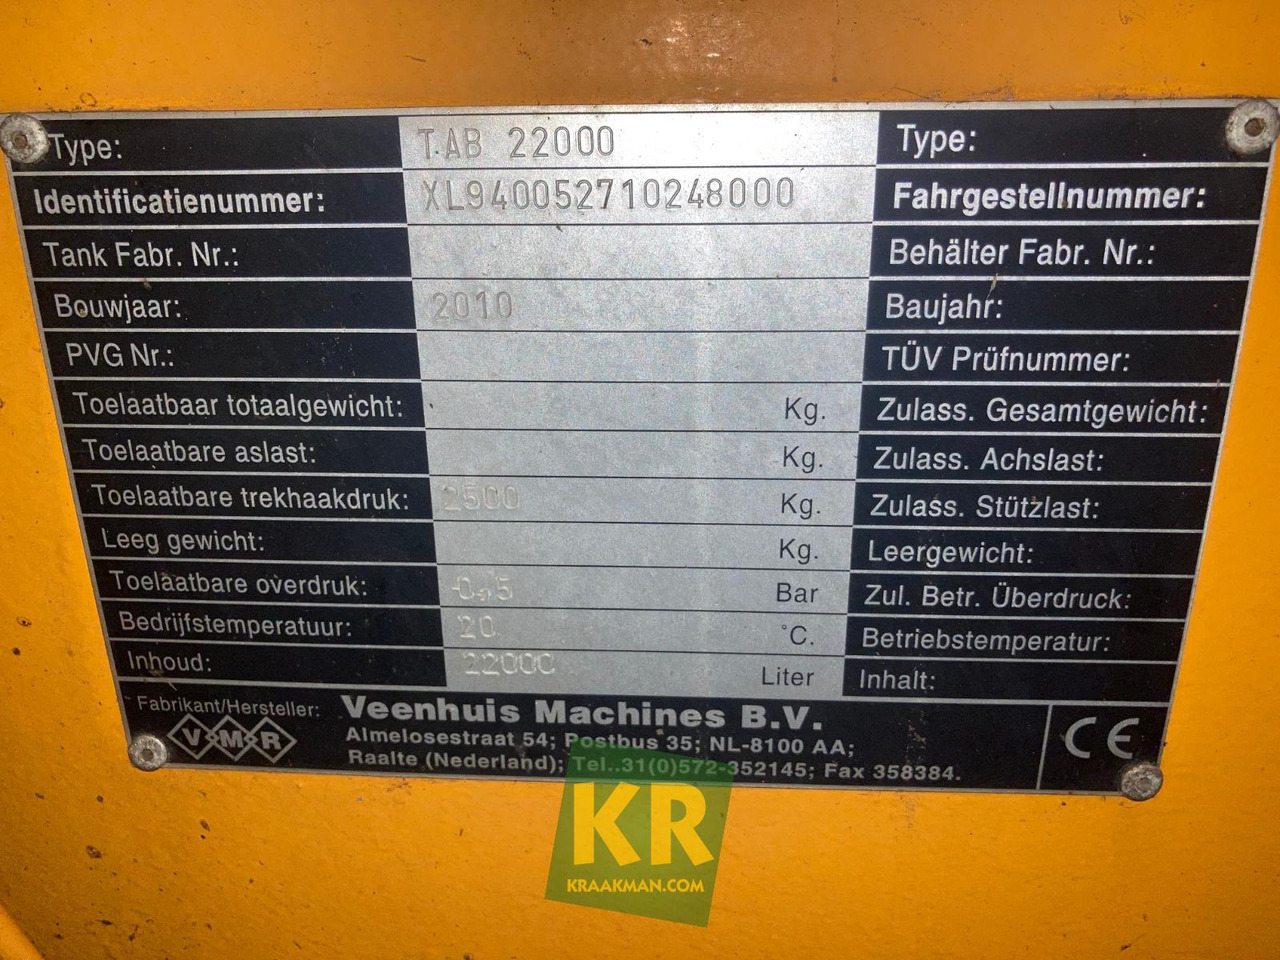 Type: T.AB 22000 Type:
Identificatienummer: XL940052710248000 Fahrgestellnummer:
Tank Fabr. Nr.: Behälter Fabr. Nr.:
Bouwjaar: 2010 Baujahr:
PVG Nr.: TÜV Prüfnummer:
Toelaatbaar totaalgewicht: Kg. Zulass. Gesamtgewicht:
Toelaatbare aslast: Kg. Zulass. Achslast:
Toelaatbare trekhaakdruk: 2500 Kg. Zulass. Stützlast:
Leeg gewicht: Kg. Leergewicht:
Toelaatbare overdruk: 0,5 Bar Zul. Betr. Überdruck:
Bedrijfstemperatuur: 20 °C. Betriebstemperatur:
Inhoud: 22000 Liter Inhalt:
Fabrikant/Hersteller: Veenhuis Machines B.V.
VMR Almelosestraat 54; Postbus 35; NL-8100 AA; CE
Raalte (Nederland); Tel..31(0)572-352145; Fax 358384.
KR
KRAAKMAN.COM